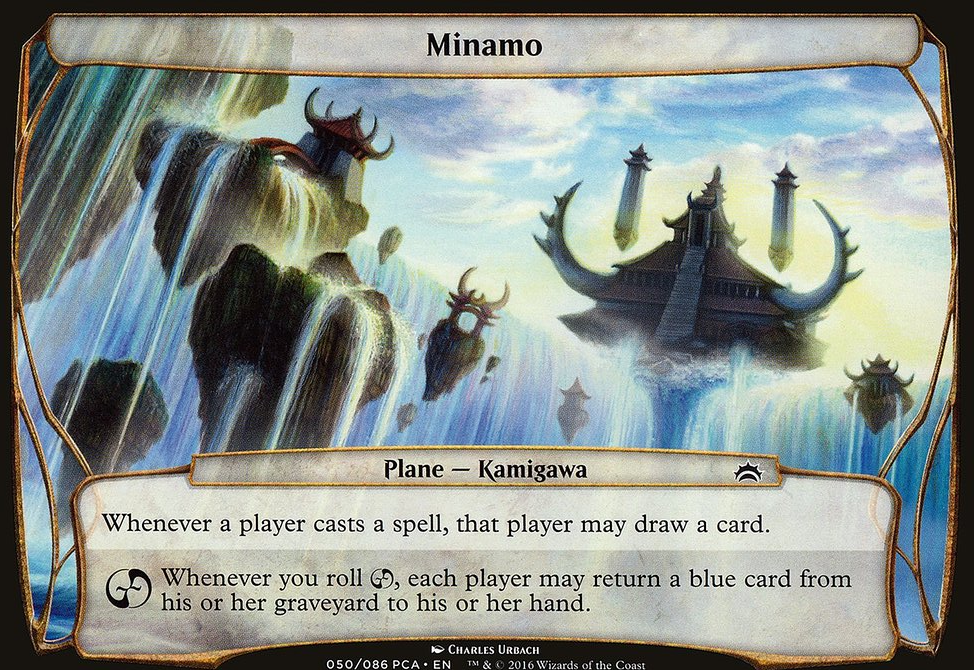 Minamo
Plane — Kamigawa
Whenever a player casts a spell, that player may draw a card.
Whenever you roll , each player may return a blue card from
his or her graveyard to his or her hand.
Charles Urbach
050/086 PCA • EN ™ & © 2016 Wizards of the Coast